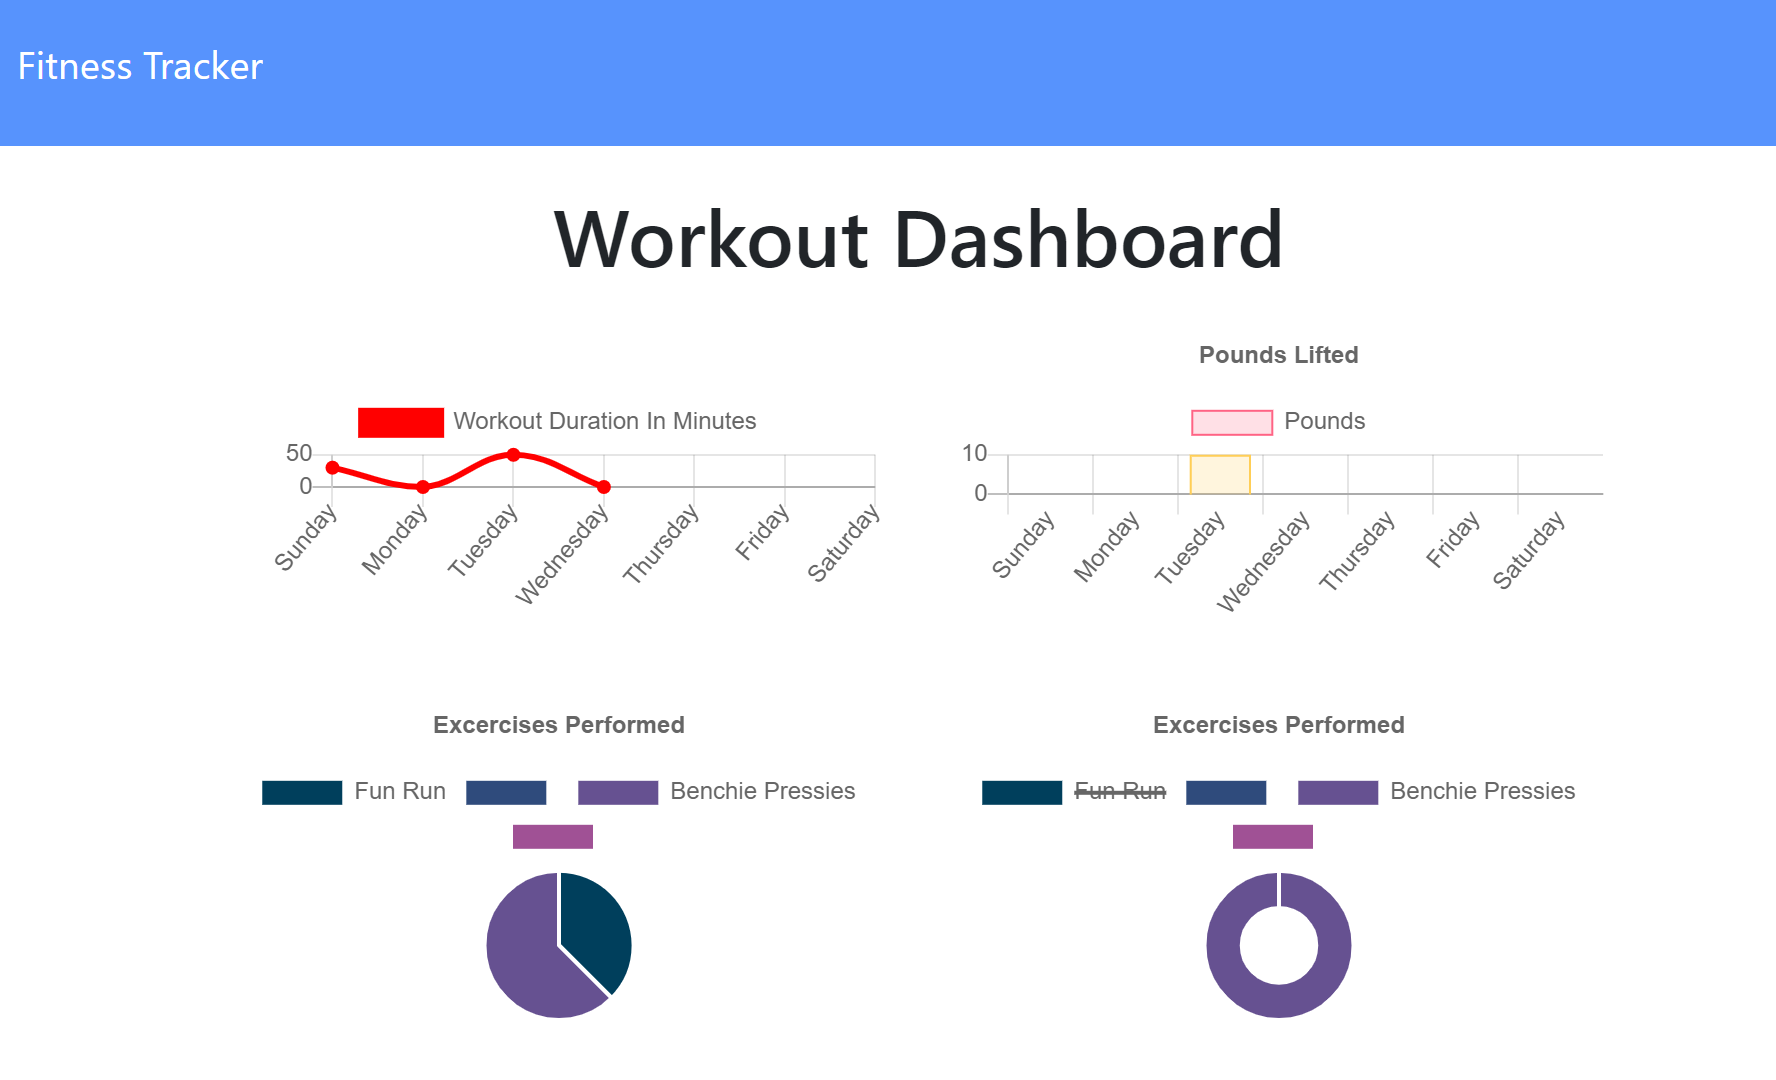 Fitness Tracker
Workout Dashboard
Workout Duration In Minutes
50
0
Sunday
Monday
Tuesday
Wednesday
Thursday
Friday
Saturday
Pounds Lifted
Pounds
10
0
Sunday
Monday
Tuesday
Wednesday
Thursday
Friday
Saturday
Excercises Performed
Fun Run Benchie Pressies
Excercises Performed
Fun Run Benchie Pressies